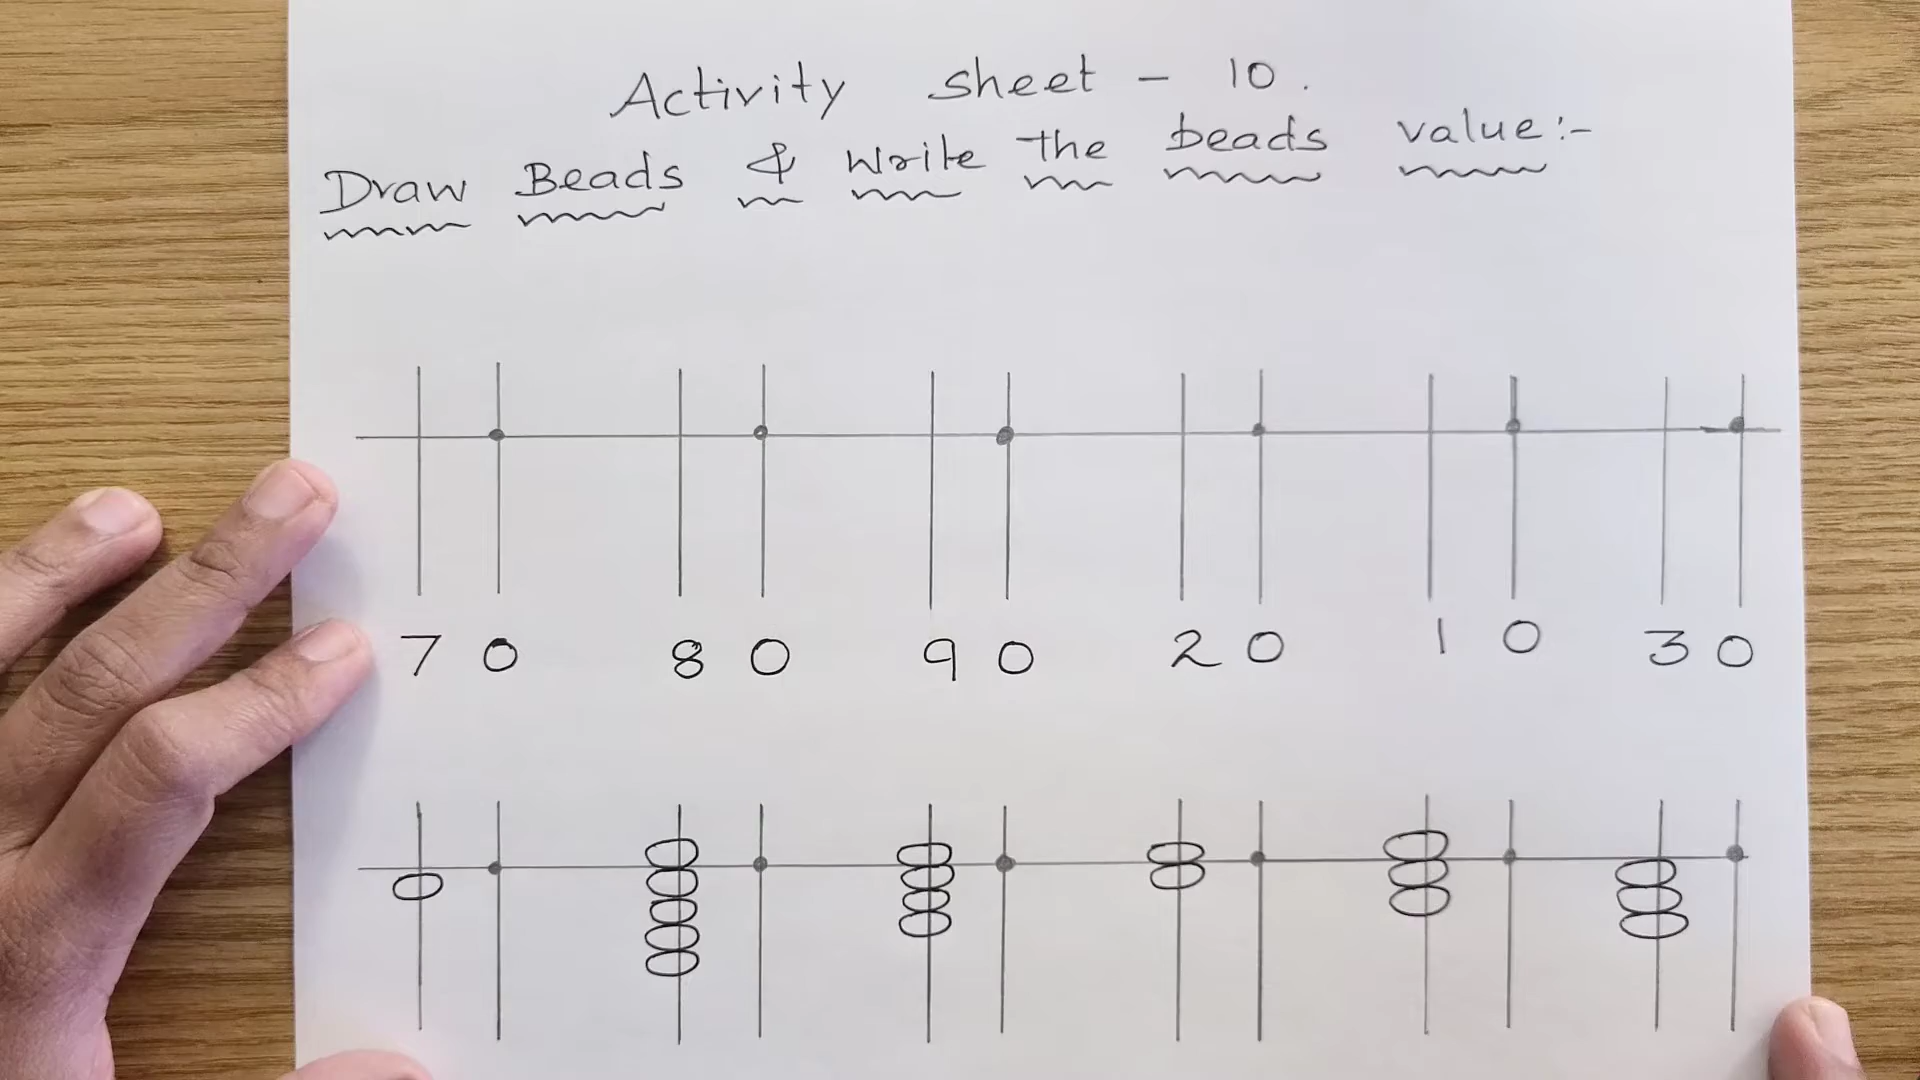 Activity sheet - 10.
Draw Beads & Write the beads value:-
70 80 90 20 10 30